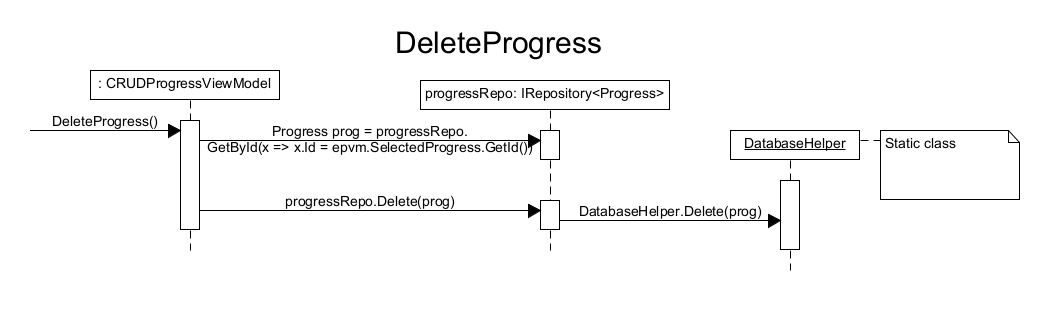 DeleteProgress
: CRUDProgressViewModel
progressRepo: IRepository<Progress>
DeleteProgress()
Progress prog = progressRepo.
GetById(x => x.Id = epvm.SelectedProgress.GetId())
DatabaseHelper
Static class
progressRepo.Delete(prog)
DatabaseHelper.Delete(prog)